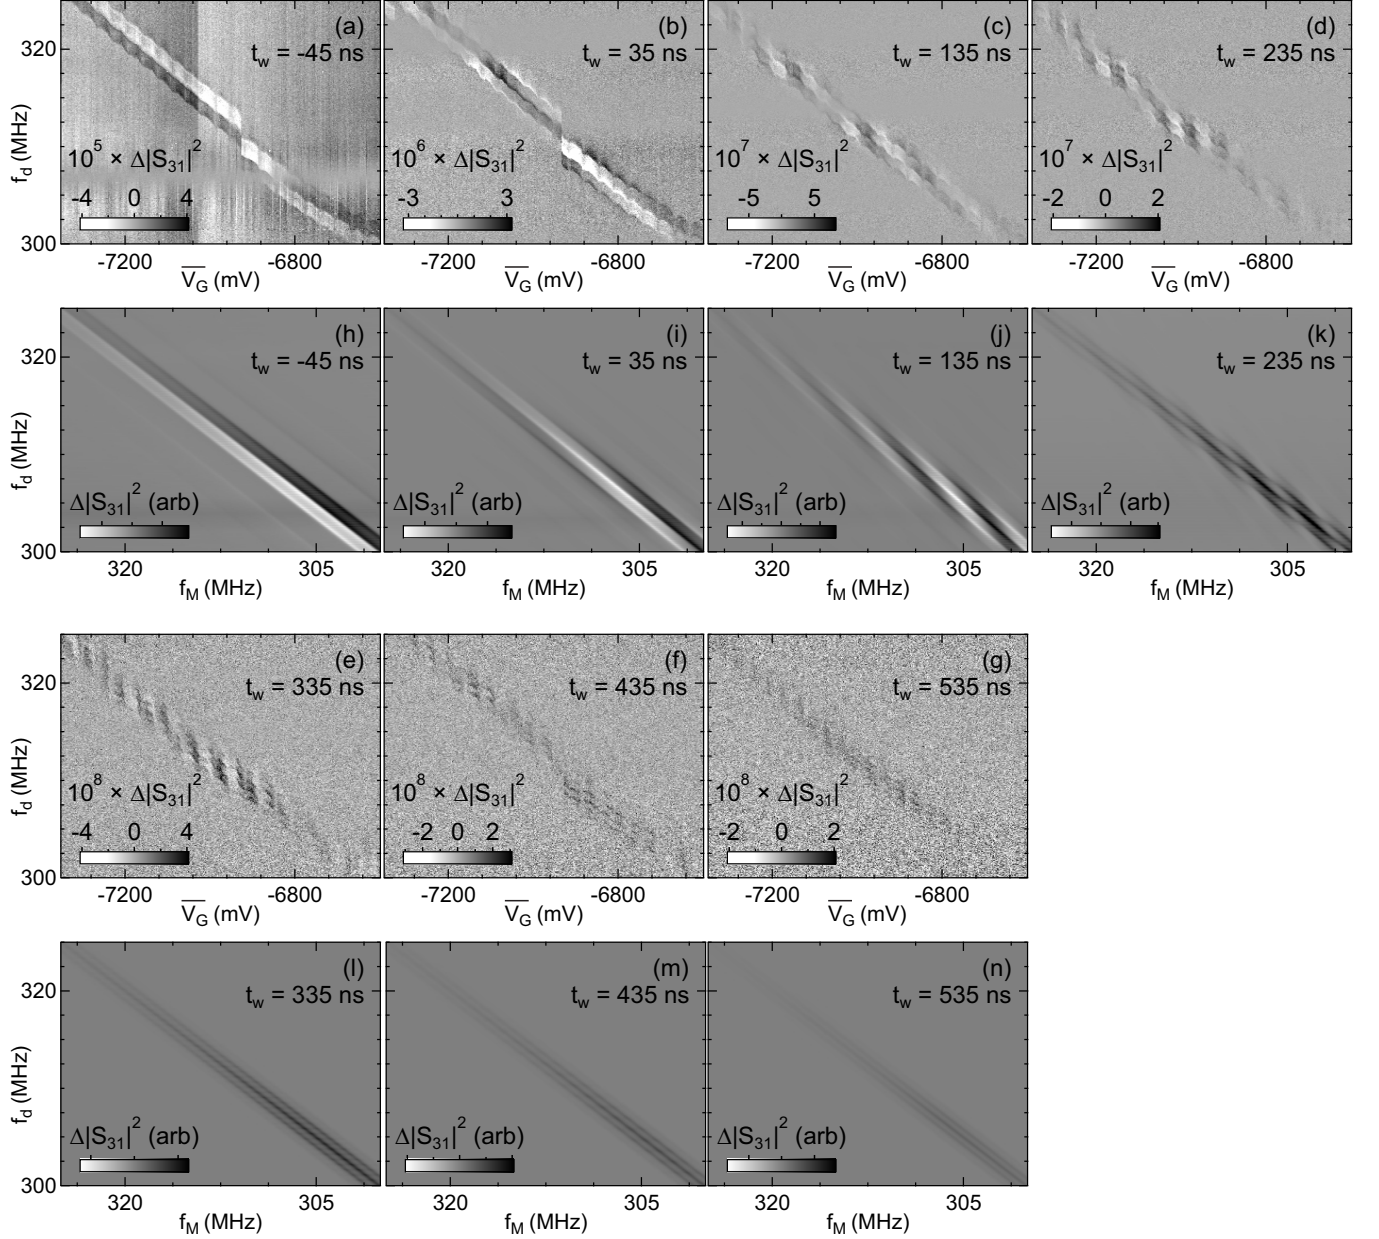 (a) (b) (c) (d)
t_w = -45 ns t_w = 35 ns t_w = 135 ns t_w = 235 ns
320
f_d (MHz)
10^5 × Δ|S_31|^2 10^6 × Δ|S_31|^2 10^7 × Δ|S_31|^2 10^7 × Δ|S_31|^2
-4 0 4 -3 3 -5 5 -2 0 2
300
-7200 -6800 -7200 -6800 -7200 -6800 -7200 -6800
V_G (mV) V_G (mV) V_G (mV) V_G (mV)
(h) (i) (j) (k)
t_w = -45 ns t_w = 35 ns t_w = 135 ns t_w = 235 ns
320
f_d (MHz)
Δ|S_31|^2 (arb) Δ|S_31|^2 (arb) Δ|S_31|^2 (arb) Δ|S_31|^2 (arb)
300
320 305 320 305 320 305 320 305
f_M (MHz) f_M (MHz) f_M (MHz) f_M (MHz)
(e) (f) (g)
t_w = 335 ns t_w = 435 ns t_w = 535 ns
320
f_d (MHz)
10^8 × Δ|S_31|^2 10^8 × Δ|S_31|^2 10^8 × Δ|S_31|^2
-4 0 4 -2 0 2 -2 0 2
300
-7200 -6800 -7200 -6800 -7200 -6800
V_G (mV) V_G (mV) V_G (mV)
(l) (m) (n)
t_w = 335 ns t_w = 435 ns t_w = 535 ns
320
f_d (MHz)
Δ|S_31|^2 (arb) Δ|S_31|^2 (arb) Δ|S_31|^2 (arb)
300
320 305 320 305 320 305
f_M (MHz) f_M (MHz) f_M (MHz)